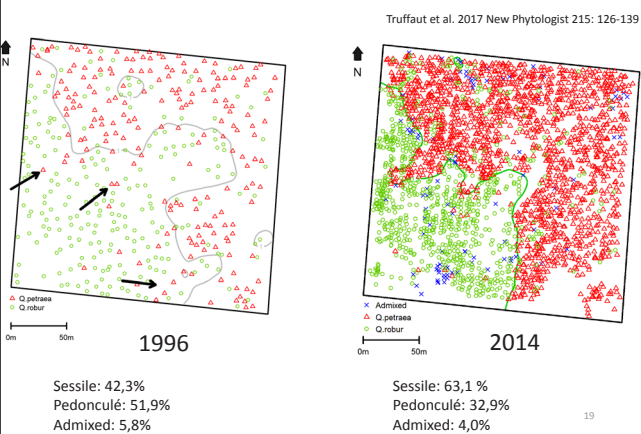 Truffaut et al. 2017 New Phytologist 215: 126-139
N
Q.petraea
Q.robur
0m 50m
1996
Sessile: 42,3%
Pedonculé: 51,9%
Admixed: 5,8%
N
Admixed
Q.petraea
Q.robur
0m 50m
2014
Sessile: 63,1 %
Pedonculé: 32,9%
Admixed: 4,0%
19